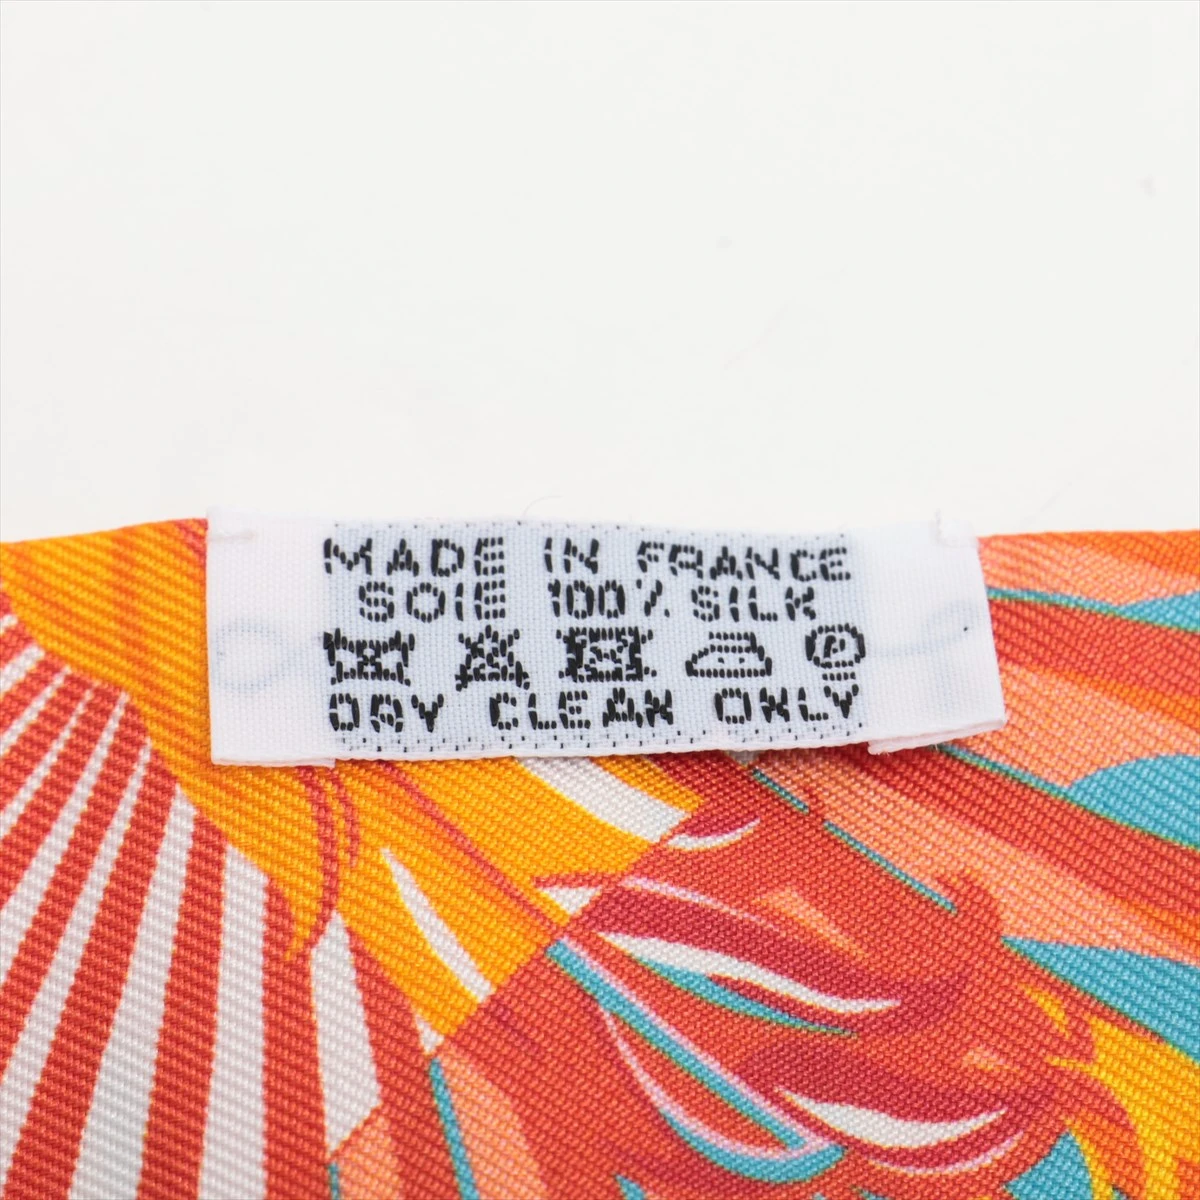 MADE IN FRANCE
SOIE 100% SILK
P
DRY CLEAN ONLY